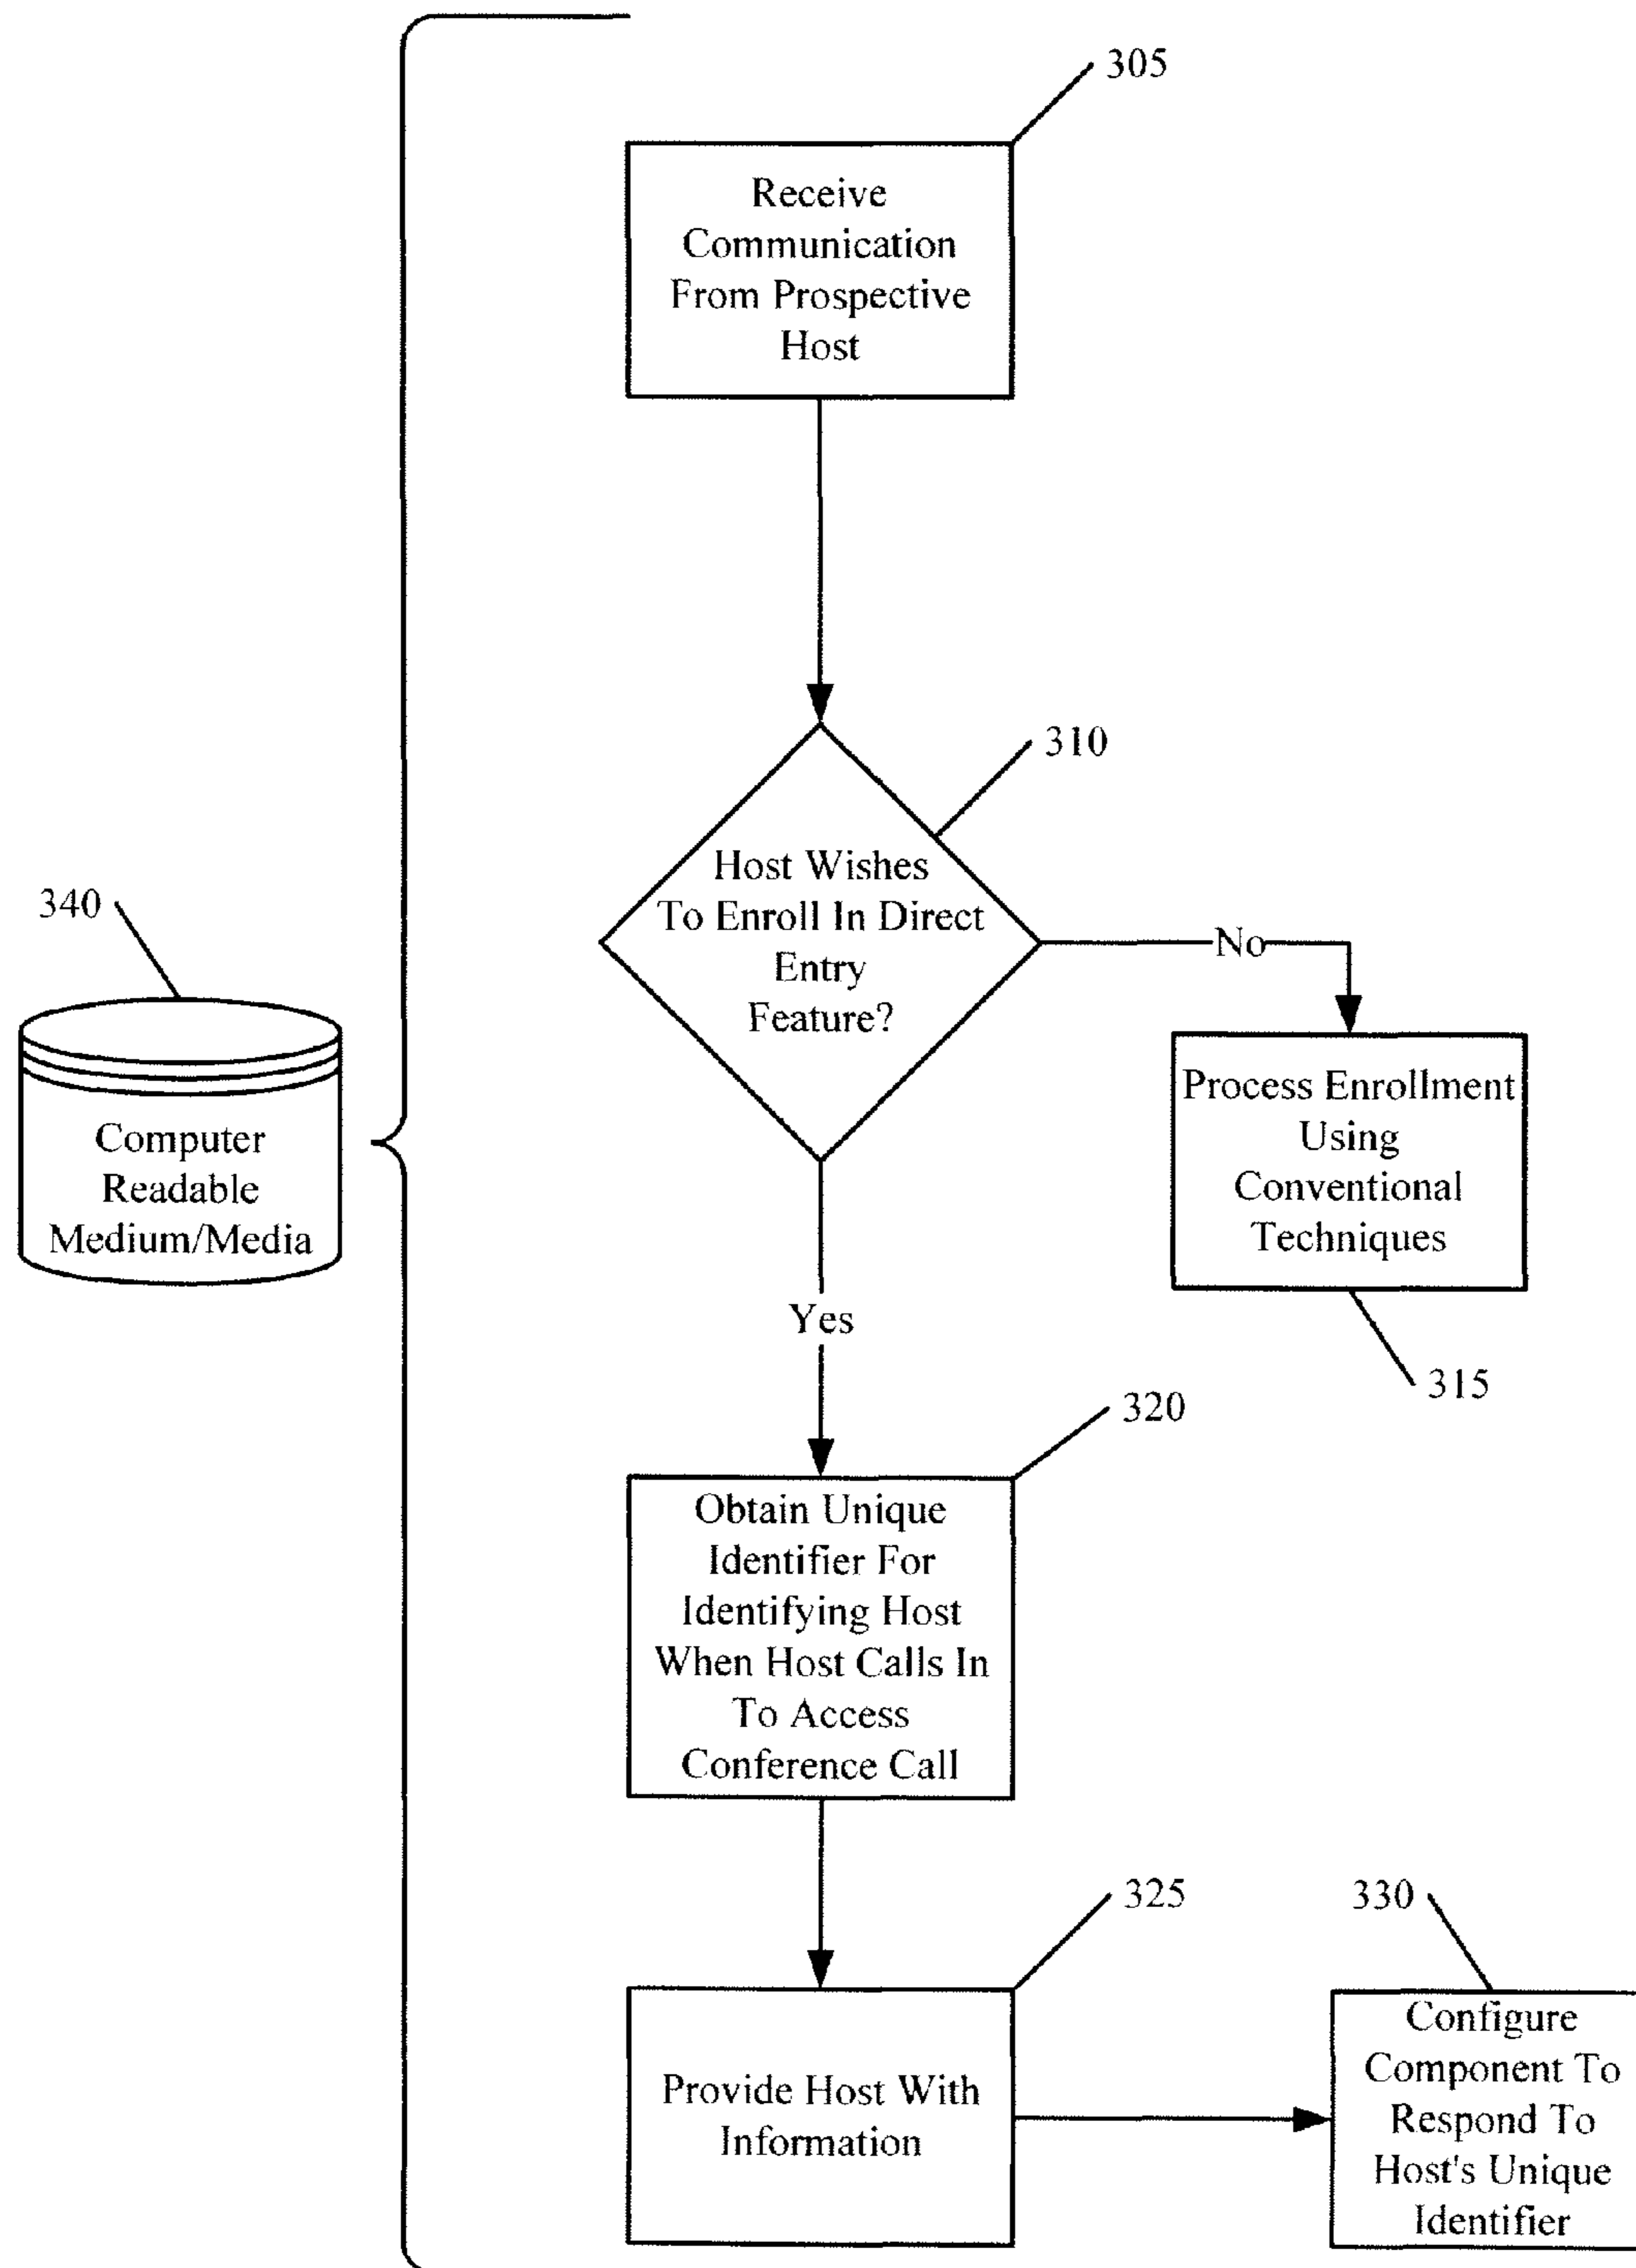 305
Receive
Communication
From Prospective
Host
310
Host Wishes
To Enroll In Direct
Entry
Feature?
No
340
Computer
Readable
Medium/Media
Process Enrollment
Using
Conventional
Techniques
315
Yes
320
Obtain Unique
Identifier For
Identifying Host
When Host Calls In
To Access
Conference Call
325
Provide Host With
Information
330
Configure
Component To
Respond To
Host's Unique
Identifier